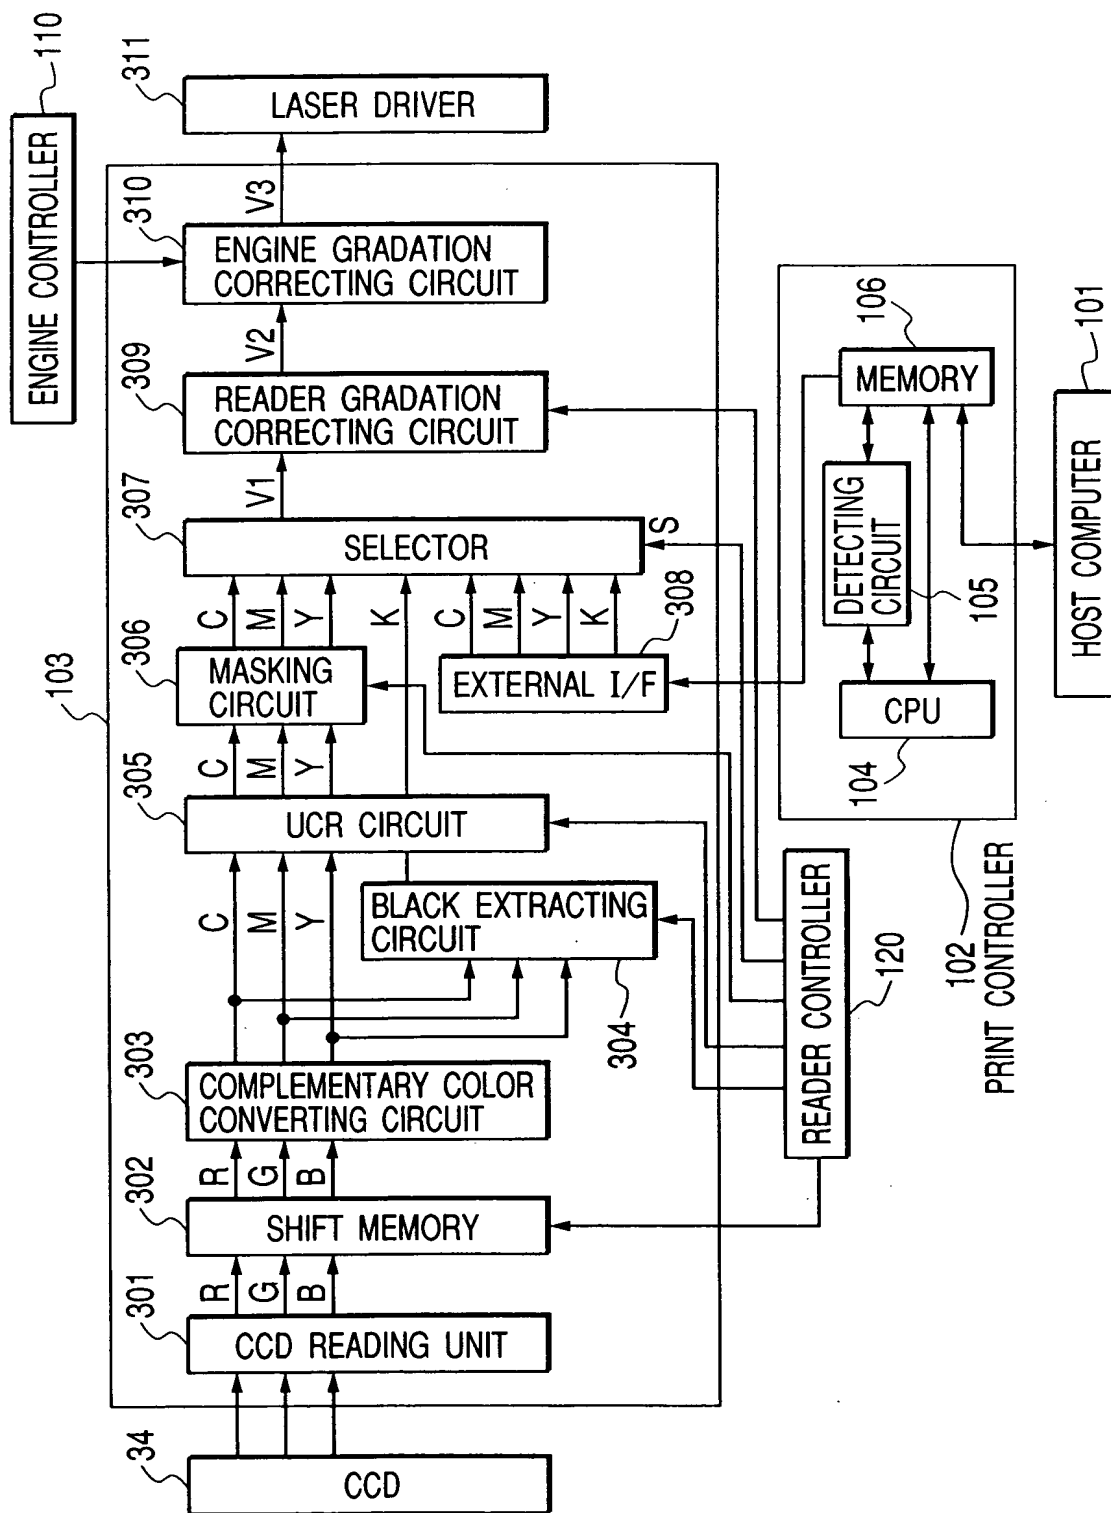 34
CCD
103
301
CCD READING UNIT
R
G
B
302
SHIFT MEMORY
R
G
B
303
COMPLEMENTARY COLOR
CONVERTING CIRCUIT
C
M
Y
BLACK EXTRACTING
CIRCUIT
304
305
UCR CIRCUIT
C
M
Y
306
MASKING
CIRCUIT
C
M
Y
K
EXTERNAL I/F
308
C
M
Y
K
307
SELECTOR
S
V1
309
READER GRADATION
CORRECTING CIRCUIT
V2
310
ENGINE GRADATION
CORRECTING CIRCUIT
V3
311
LASER DRIVER
ENGINE CONTROLLER
110
READER CONTROLLER
120
102
PRINT CONTROLLER
104
CPU
DETECTING
CIRCUIT
105
MEMORY
106
HOST COMPUTER
101